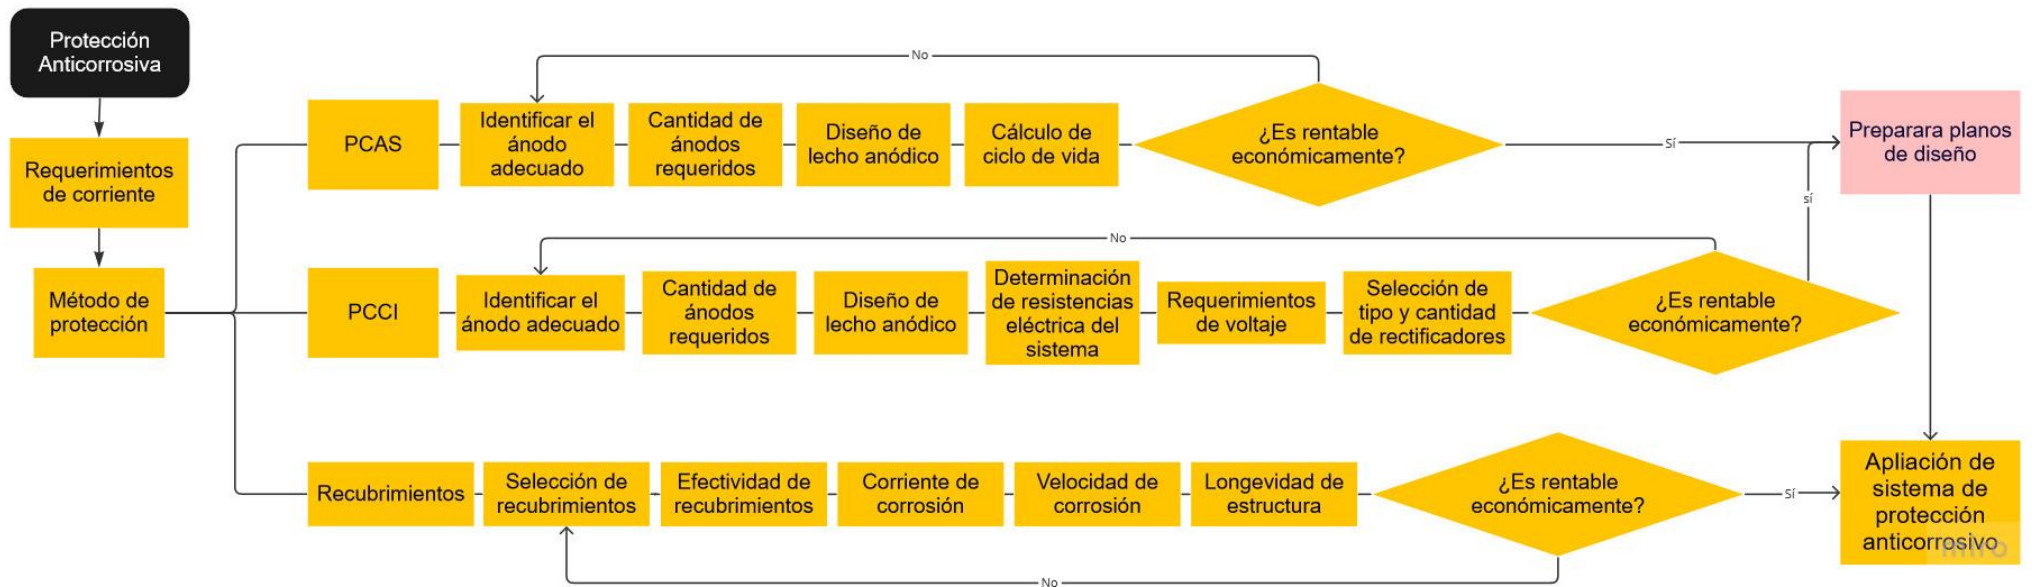 Protección
Anticorrosiva
Requerimientos
de corriente
Método de
protección
No
PCAS
Identificar el
ánodo
adecuado
Cantidad de
ánodos
requeridos
Diseño de
lecho anódico
Cálculo de
ciclo de vida
¿Es rentable
económicamente?
Sí
Preparara planos
de diseño
sí
No
PCCI
Identificar el
ánodo adecuado
Cantidad de
ánodos
requeridos
Diseño de
lecho anódico
Determinación
de resistencias
eléctrica del
sistema
Requerimientos
de voltaje
Selección de
tipo y cantidad
de rectificadores
¿Es rentable
económicamente?
Recubrimientos
Selección de
recubrimientos
Efectividad de
recubrimientos
Corriente de
corrosión
Velocidad de
corrosión
Longevidad de
estructura
¿Es rentable
económicamente?
Sí
Apliación de
sistema de
protección
anticorrosivo
miro
No